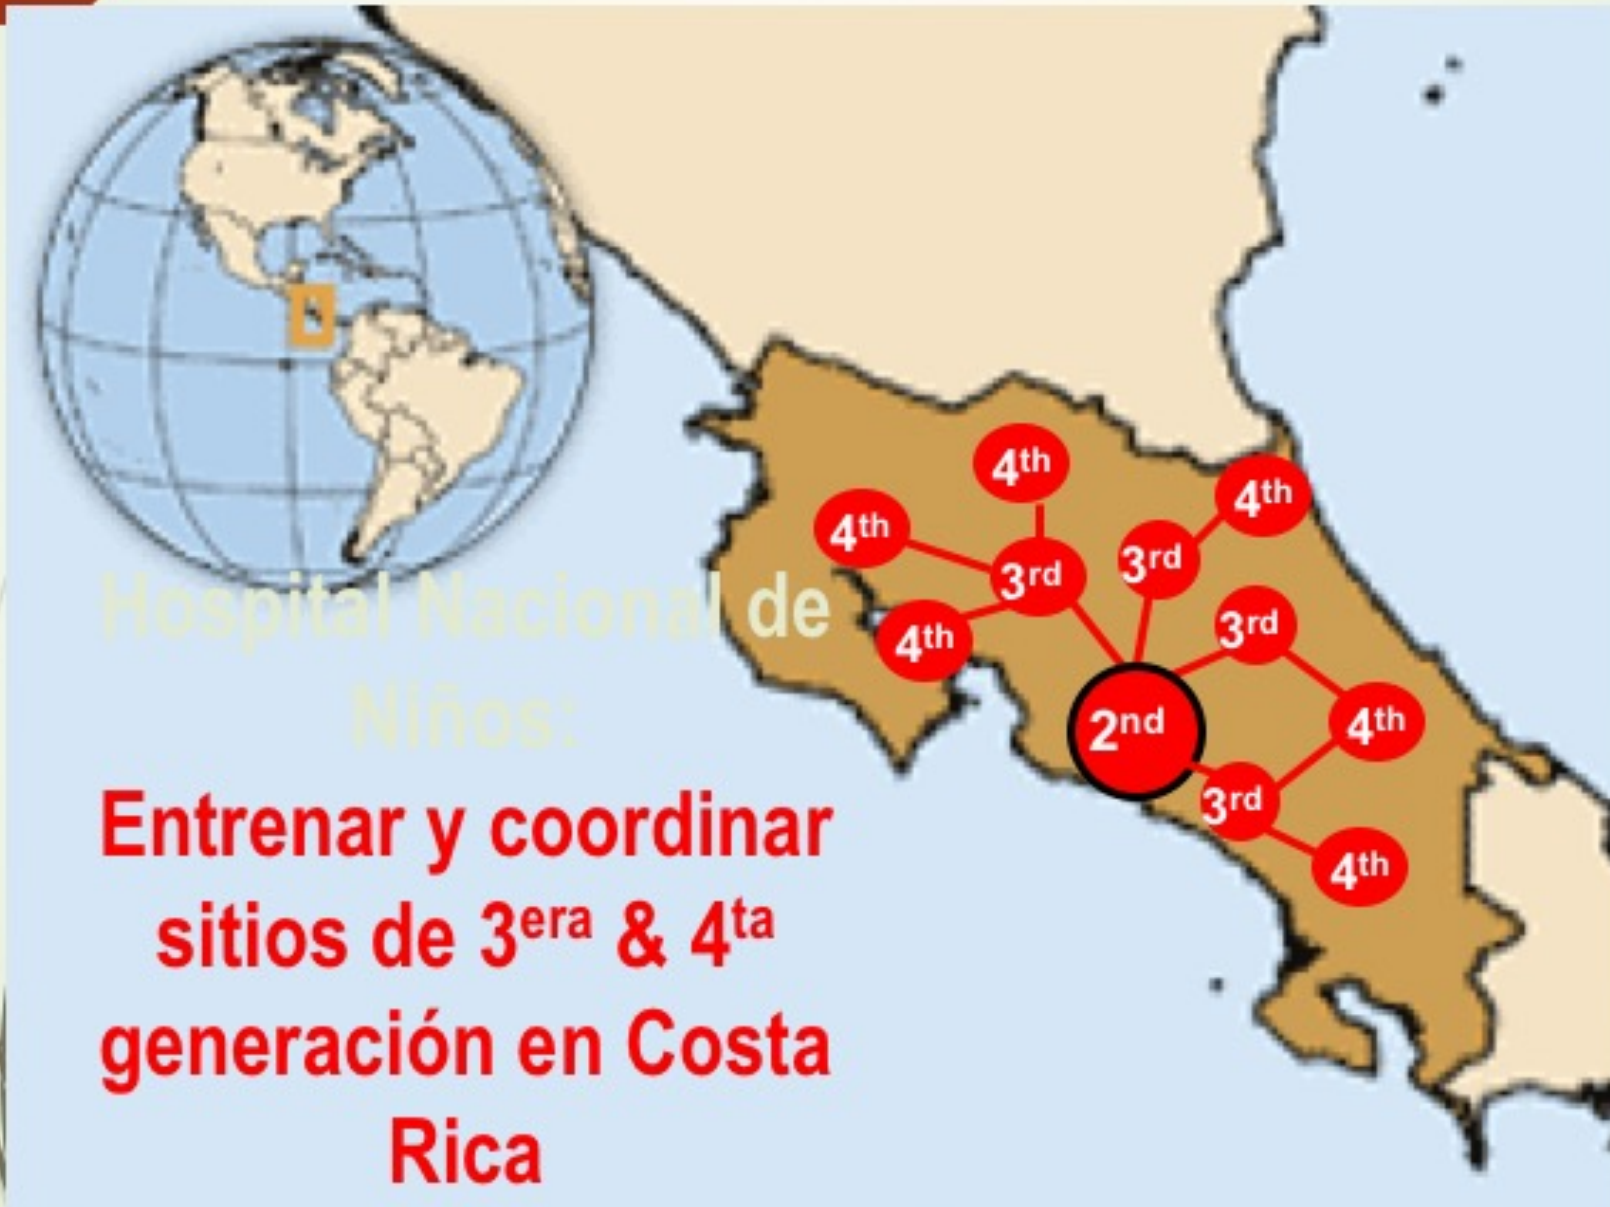 Hospital Nacional de
Niños:
Entrenar y coordinar
sitios de 3era & 4ta
generación en Costa
Rica
4th
4th
4th
3rd
3rd
4th
3rd
4th
2nd
3rd
4th